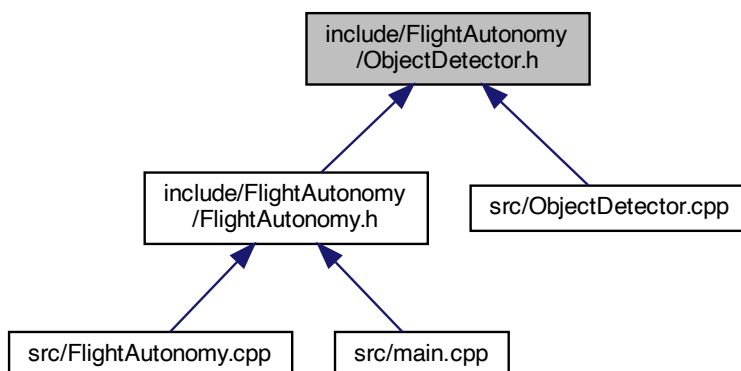 include/FlightAutonomy
/ObjectDetector.h
include/FlightAutonomy
/FlightAutonomy.h
src/ObjectDetector.cpp
src/FlightAutonomy.cpp
src/main.cpp